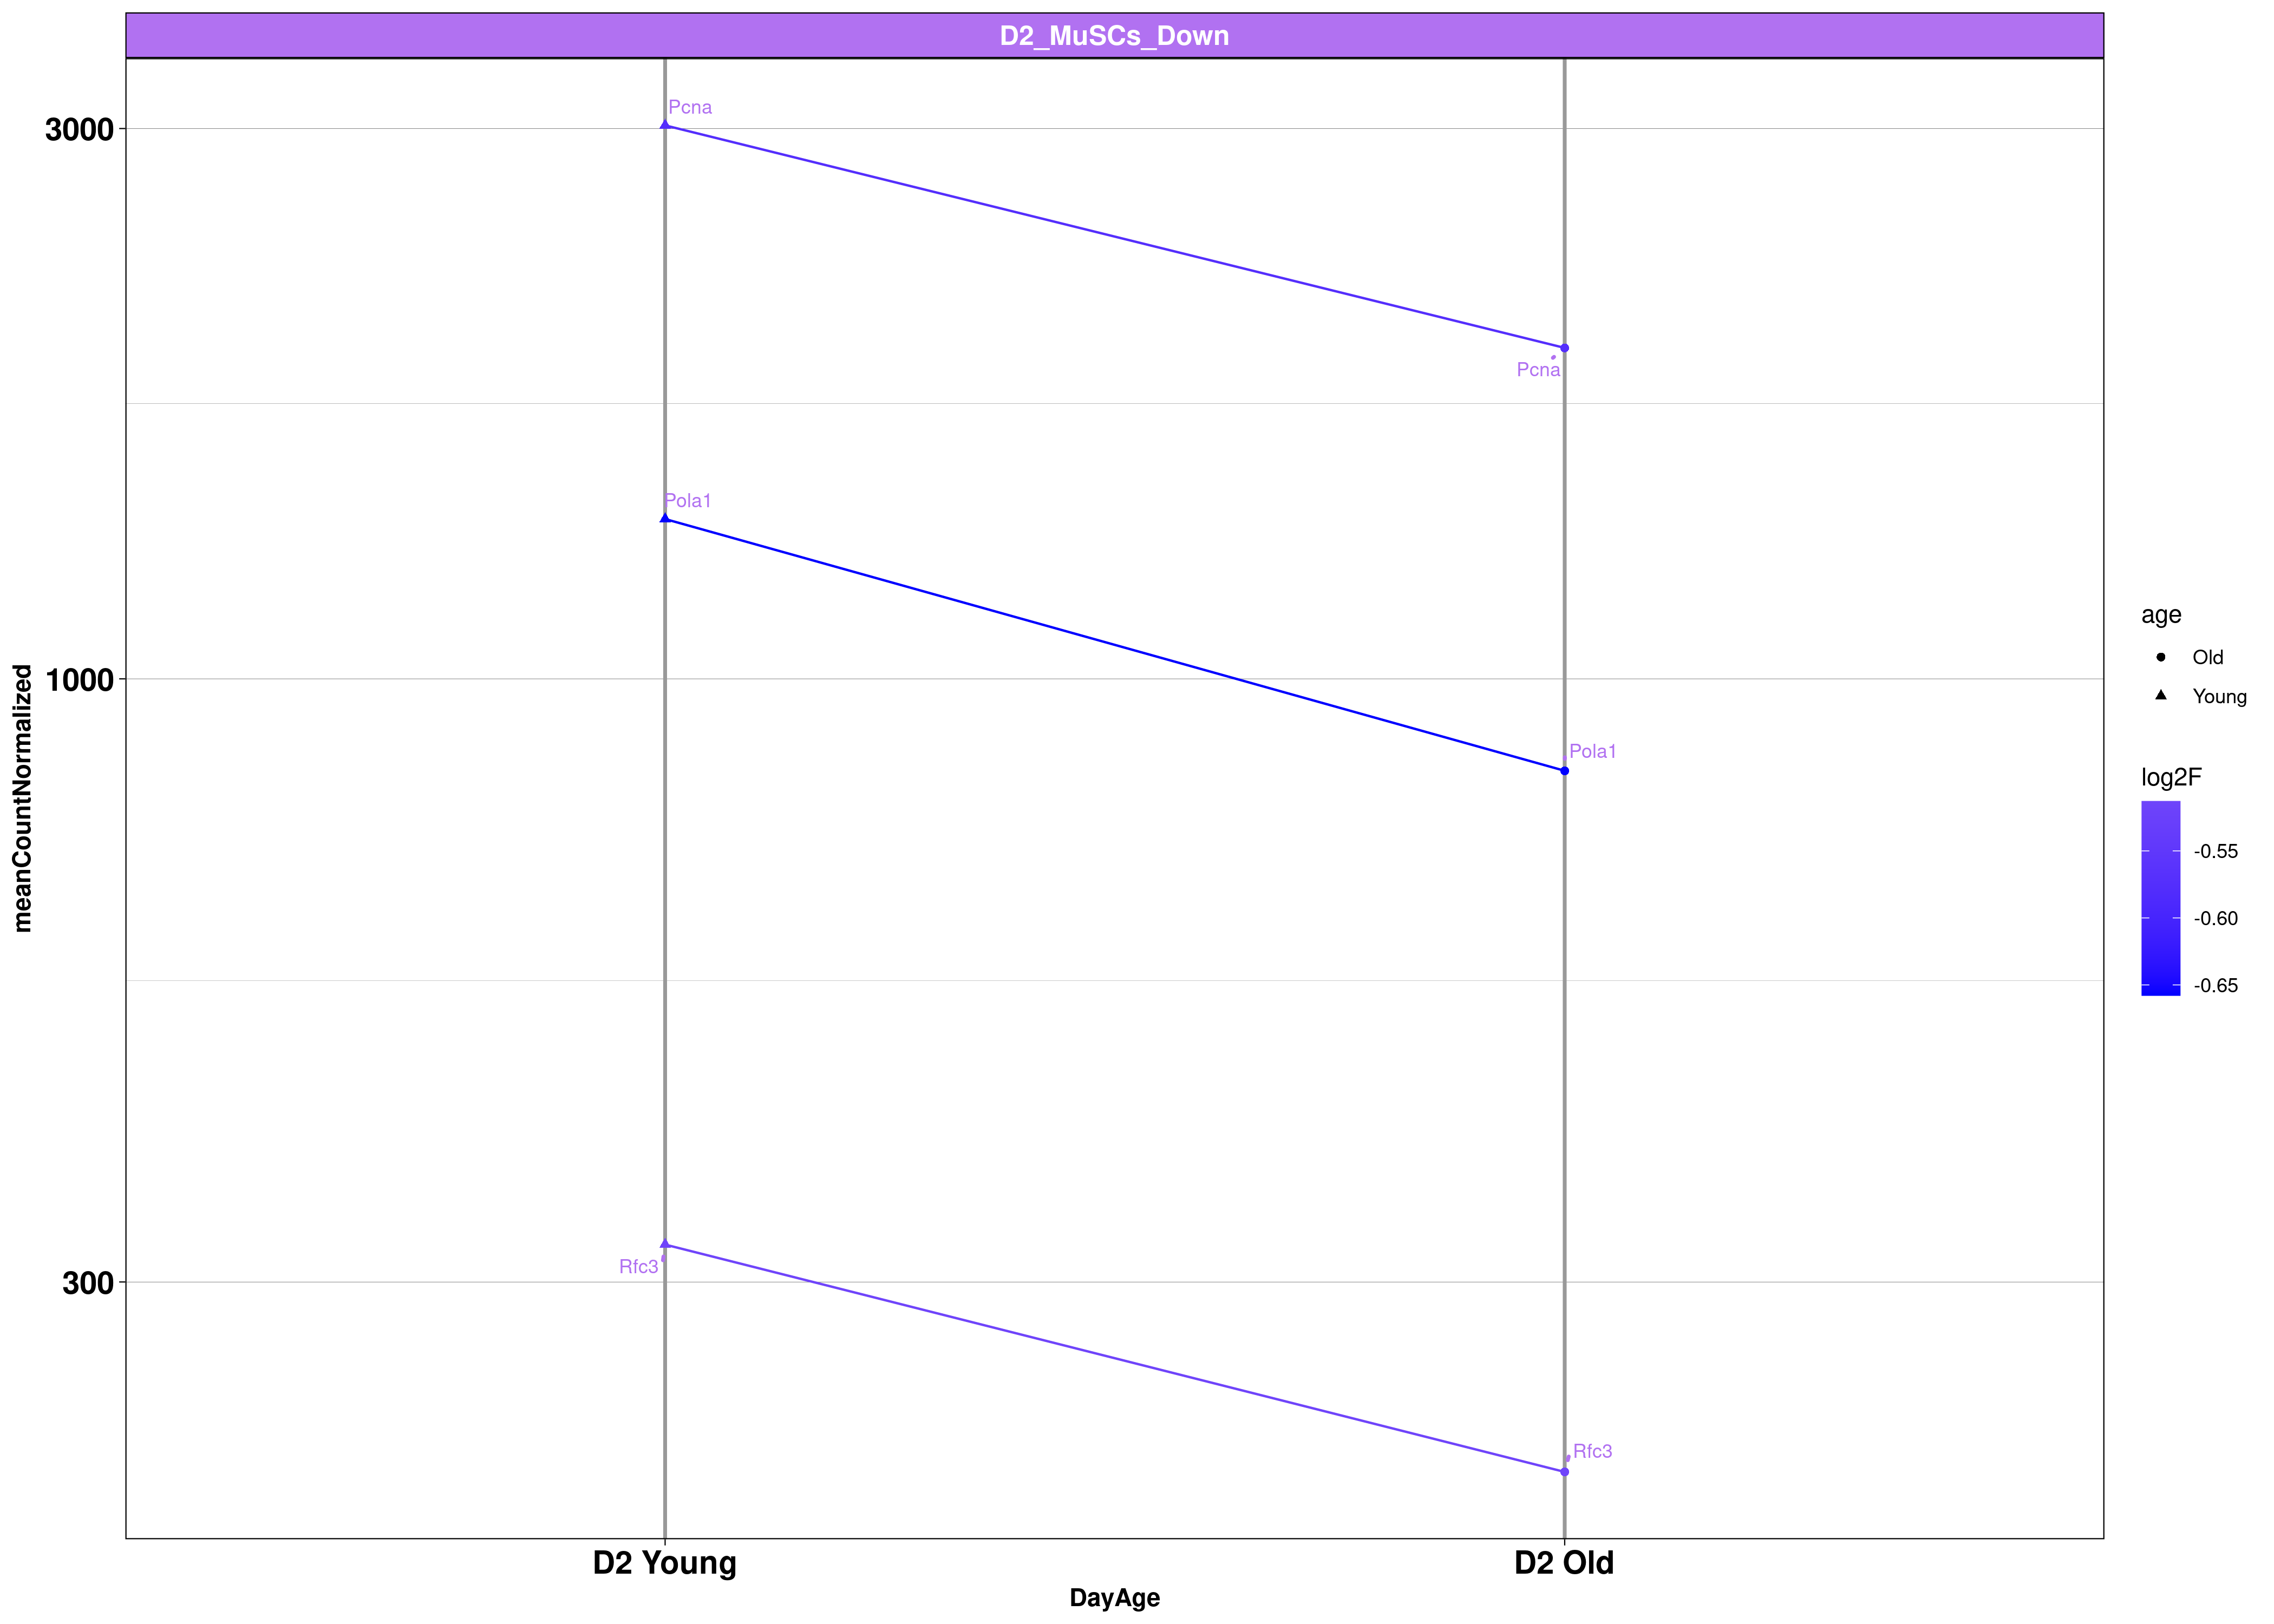 D2_MuSCs_Down
Pcna
3000
Pcna
Pola1
1000
Pola1
300
Rfc3
Rfc3
meanCountNormalized
D2 Young
D2 Old
DayAge
age
Old
Young
log2F
-0.55
-0.60
-0.65